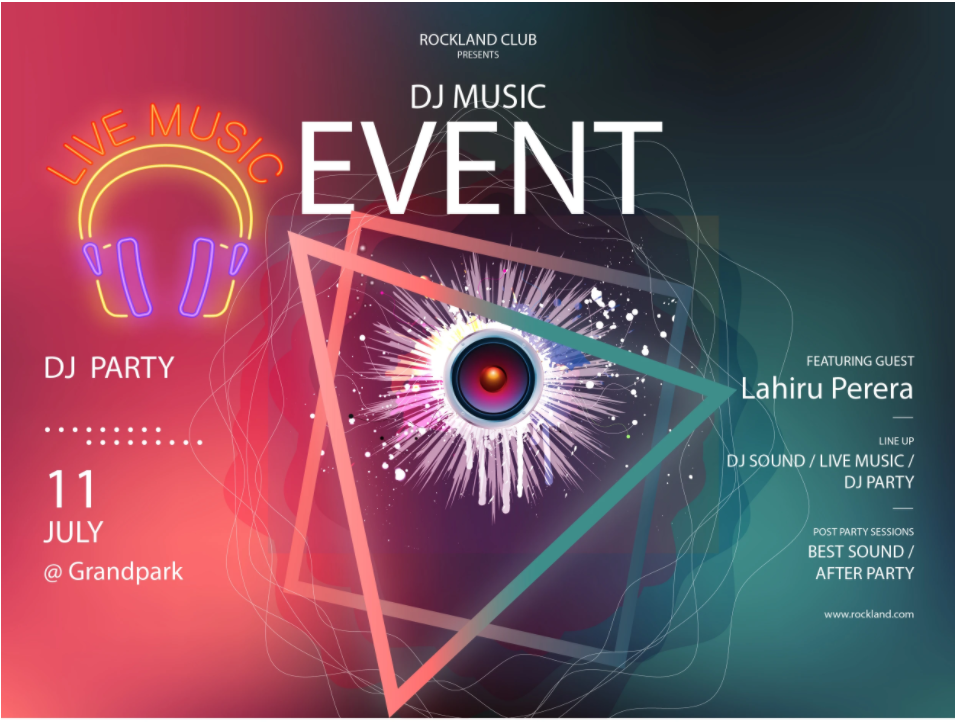 ROCKLAND CLUB
PRESENTS
DJ MUSIC
EVENT
LIVE MUSIC
DJ PARTY
11
JULY
@ Grandpark
FEATURING GUEST
Lahiru Perera
LINE UP
DJ SOUND / LIVE MUSIC /
DJ PARTY
POST PARTY SESSIONS
BEST SOUND /
AFTER PARTY
www.rockland.com